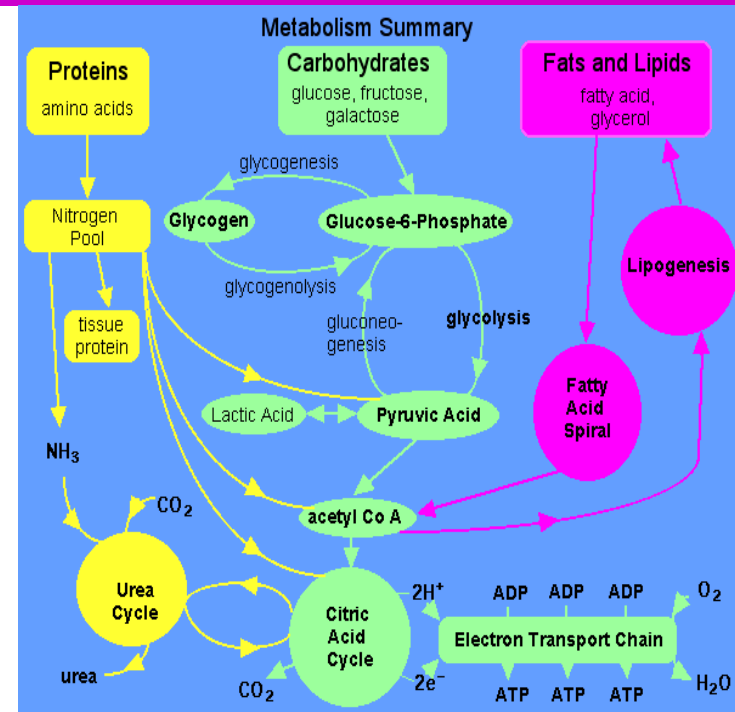 Metabolism Summary
Proteins
amino acids
Carbohydrates
glucose, fructose,
galactose
Fats and Lipids
fatty acid,
glycerol
glycogenesis
Nitrogen
Pool
Glycogen
Glucose-6-Phosphate
Lipogenesis
glycogenolysis
tissue
protein
gluconeo-
genesis
glycolysis
Fatty
Acid
Spiral
Lactic Acid
Pyruvic Acid
NH₃
CO₂
acetyl Co A
Urea
Cycle
Citric
Acid
Cycle
2H⁺
2e⁻
ADP ADP ADP
O₂
Electron Transport Chain
urea
CO₂
ATP ATP ATP
H₂O